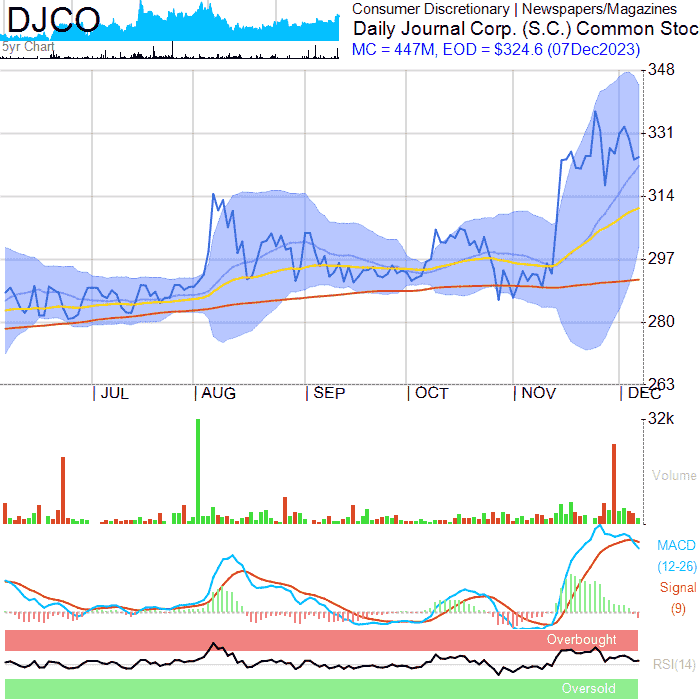 DJCO
5yr Chart
Consumer Discretionary | Newspapers/Magazines
Daily Journal Corp. (S.C.) Common Stoc
MC = 447M, EOD = $324.6 (07Dec2023)
348
331
314
297
280
263
JUL AUG SEP OCT NOV DEC
32k
Volume
MACD
(12-26)
Signal
(9)
Overbought
RSI(14)
Oversold